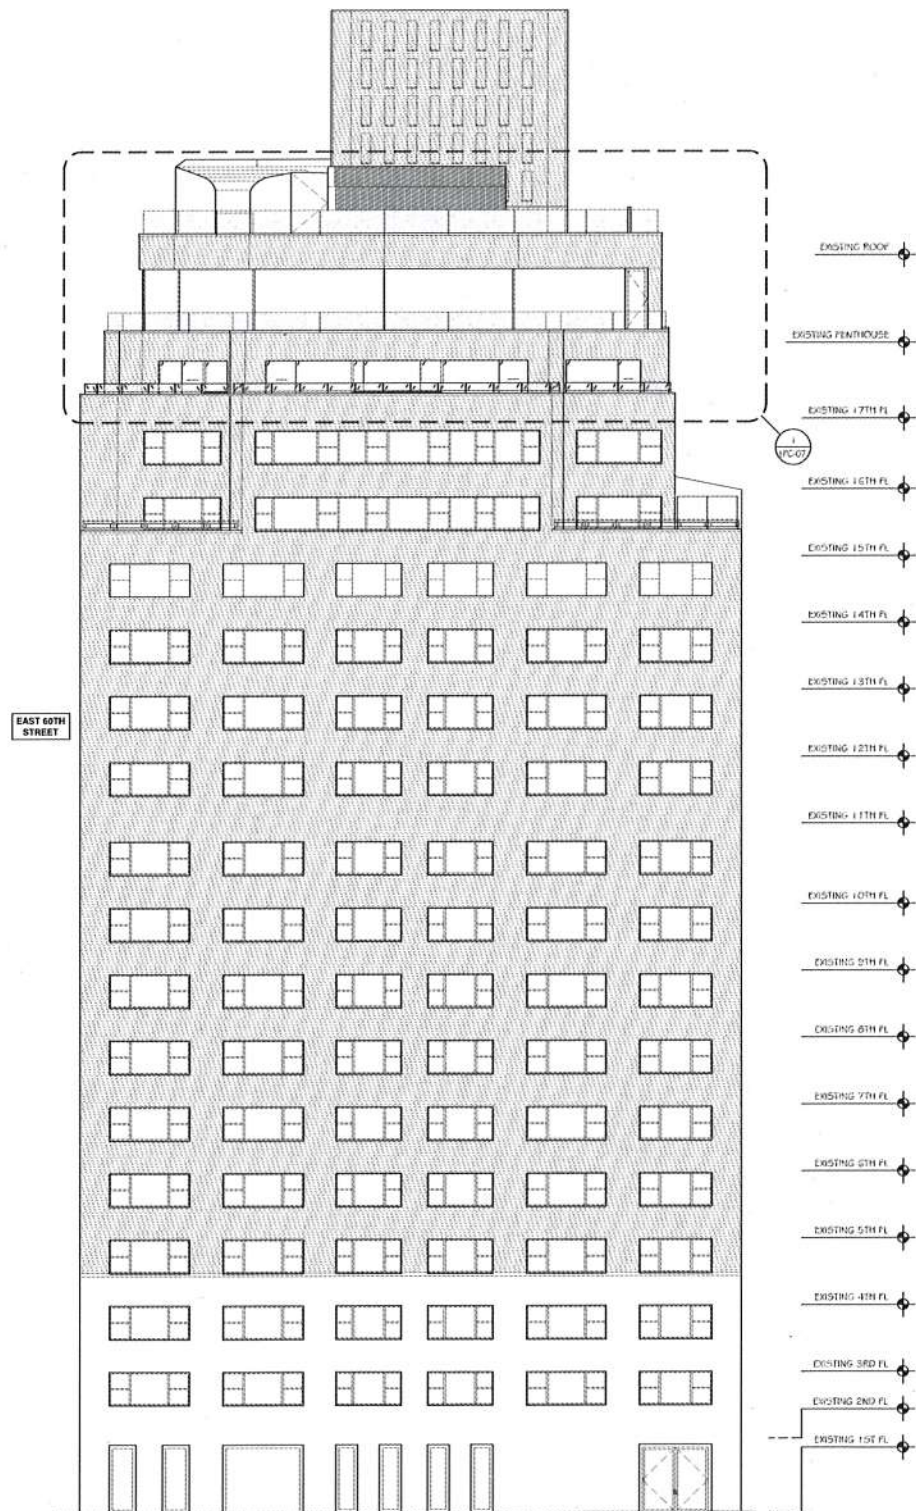 EXISTING ROOF
EXISTING PENTHOUSE
EXISTING 17TH FL
1
LPC-07
EXISTING 16TH FL
EXISTING 15TH FL
EXISTING 14TH FL
EXISTING 13TH FL
EAST 60TH
STREET
EXISTING 12TH FL
EXISTING 11TH FL
EXISTING 10TH FL
EXISTING 9TH FL
EXISTING 8TH FL
EXISTING 7TH FL
EXISTING 6TH FL
EXISTING 5TH FL
EXISTING 4TH FL
EXISTING 3RD FL
EXISTING 2ND FL
EXISTING 1ST FL